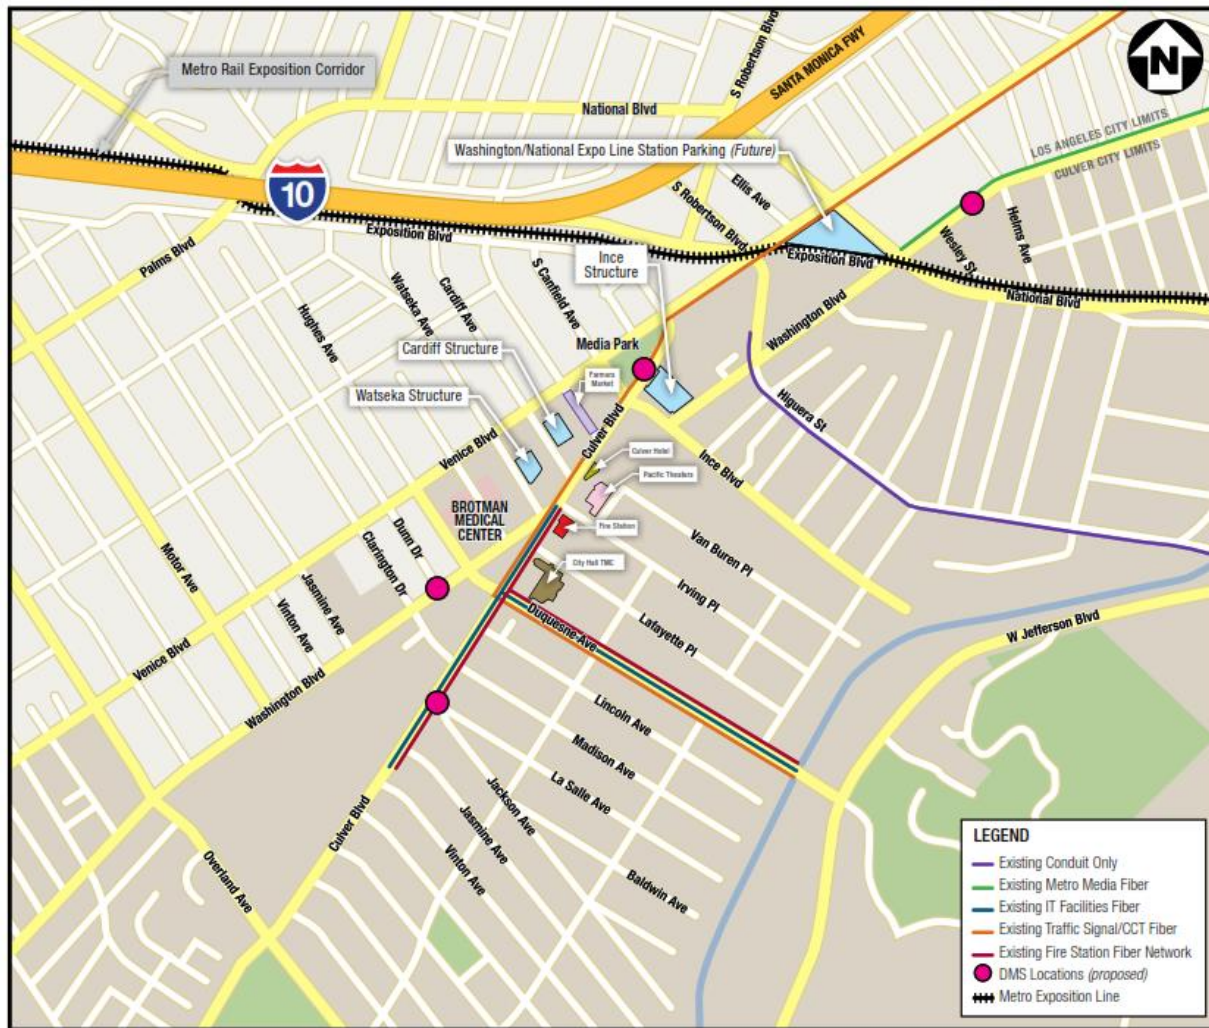 S Robertson Blvd
SANTA MONICA FWY
N
Metro Rail Exposition Corridor
National Blvd
LOS ANGELES CITY LIMITS
CULVER CITY LIMITS
Washington/National Expo Line Station Parking (Future)
10
Ellis Ave
S Robertson Blvd
Helms Ave
Wesley St
Palms Blvd
Exposition Blvd
Exposition Blvd
National Blvd
Ince
Structure
S Canfield Ave
Cardiff Ave
Watseka Ave
Hughes Ave
Washington Blvd
Media Park
Cardiff Structure
Farmers
Market
Watseka Structure
Higuera St
Culver Blvd
Venice Blvd
Culver Hotel
Ince Blvd
Pacific Theaters
BROTMAN
MEDICAL
CENTER
Fire Station
Van Buren Pl
Dunn Dr
Clarington Dr
Motor Ave
City Hall TMC
Irving Pl
Jasmine Ave
Vinton Ave
Duquesne Ave
Lafayette Pl
W Jefferson Blvd
Venice Blvd
Washington Blvd
Lincoln Ave
Madison Ave
La Salle Ave
Jackson Ave
Jasmine Ave
Vinton Ave
Culver Blvd
Overland Ave
Baldwin Ave
LEGEND
Existing Conduit Only
Existing Metro Media Fiber
Existing IT Facilities Fiber
Existing Traffic Signal/CCT Fiber
Existing Fire Station Fiber Network
DMS Locations (proposed)
Metro Exposition Line